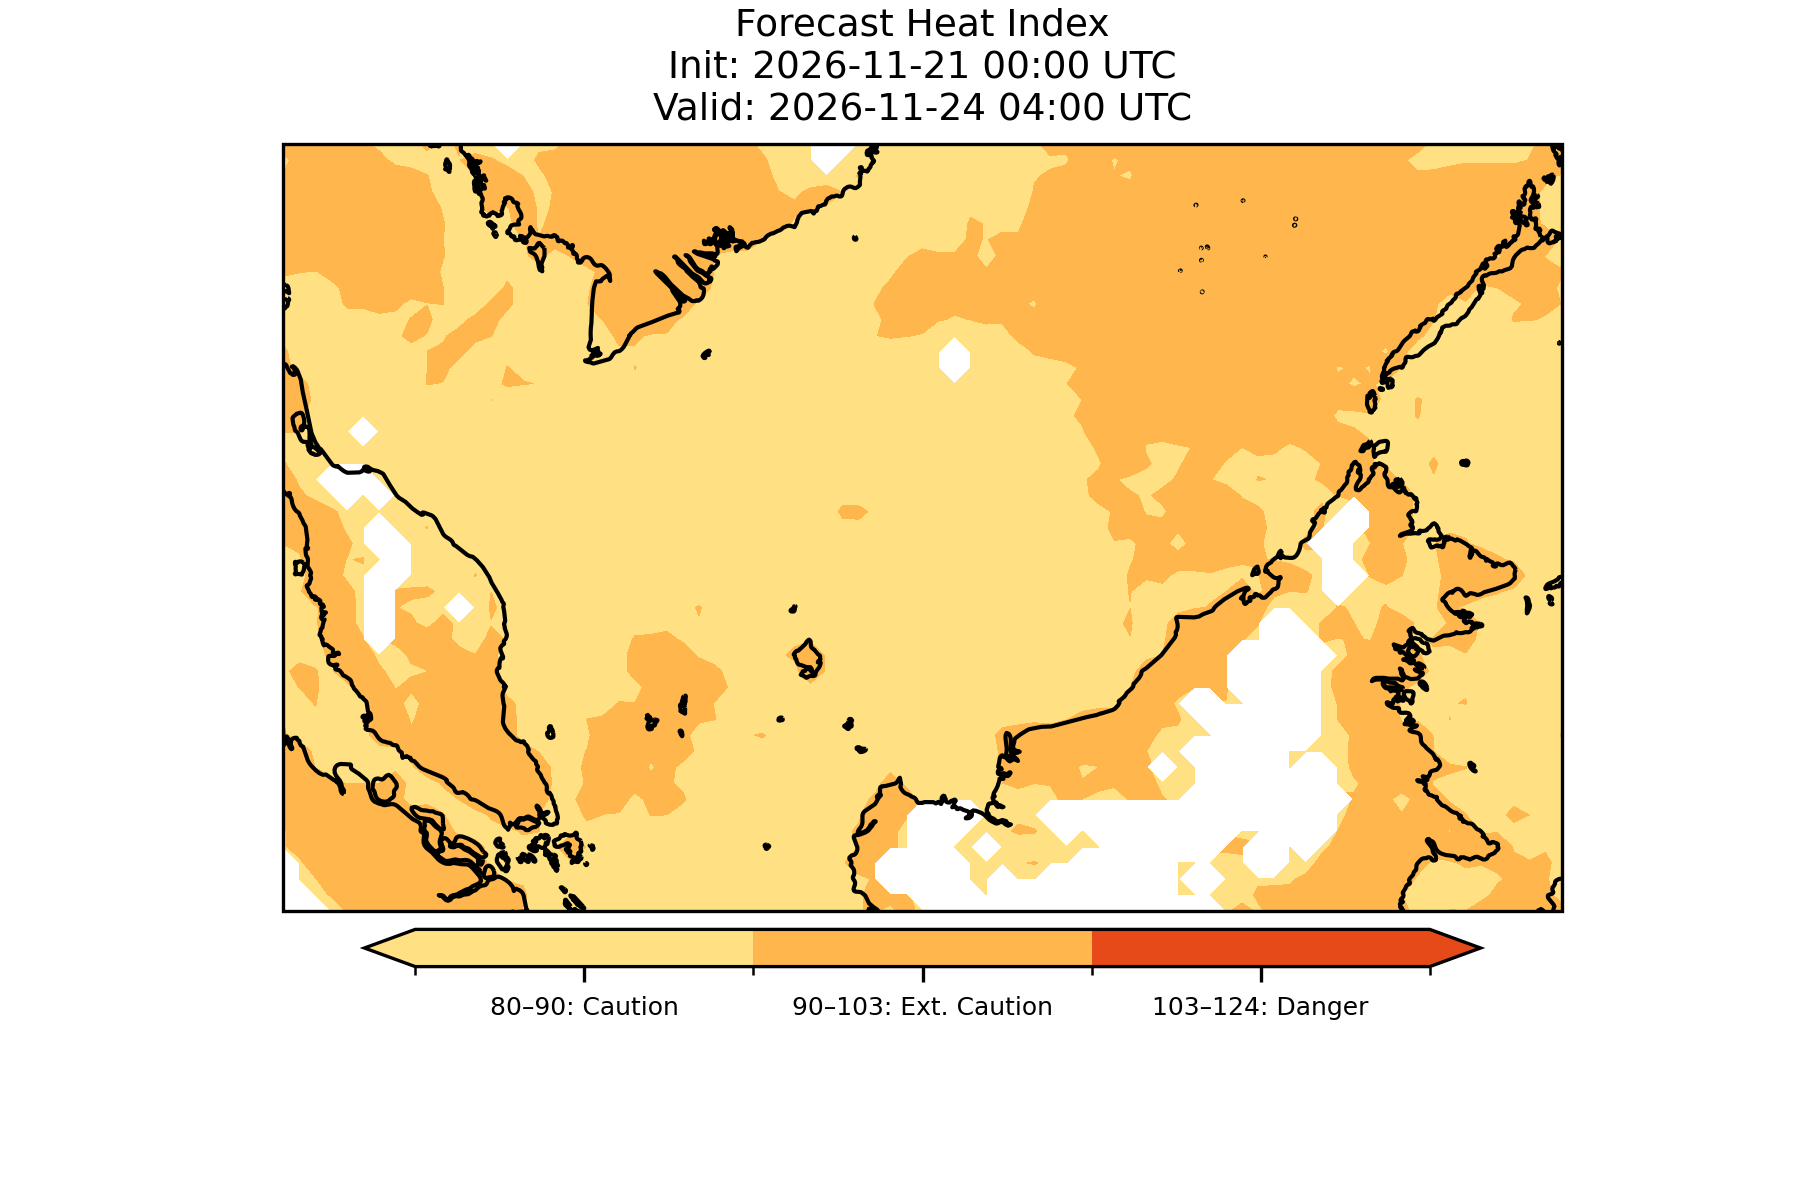 Forecast Heat Index
Init: 2026-11-21 00:00 UTC
Valid: 2026-11-24 04:00 UTC
80–90: Caution
90–103: Ext. Caution
103–124: Danger